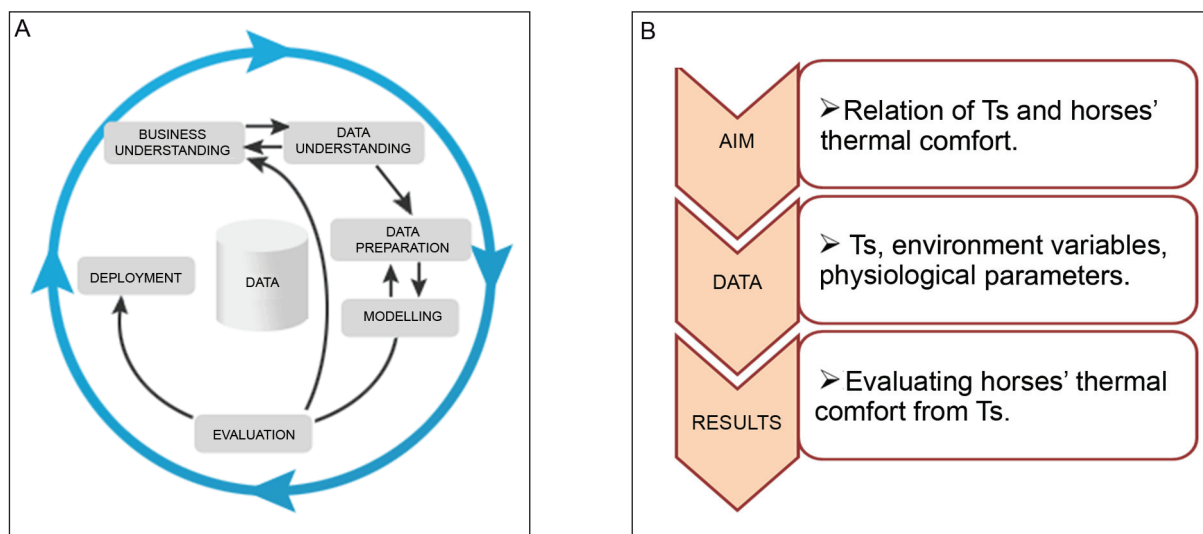 A
BUSINESS
UNDERSTANDING
DATA
UNDERSTANDING
DATA
PREPARATION
DEPLOYMENT
DATA
MODELLING
EVALUATION
B
AIM
➢Relation of Ts and horses’
thermal comfort.
DATA
➢ Ts, environment variables,
physiological parameters.
RESULTS
➢Evaluating horses’ thermal
comfort from Ts.